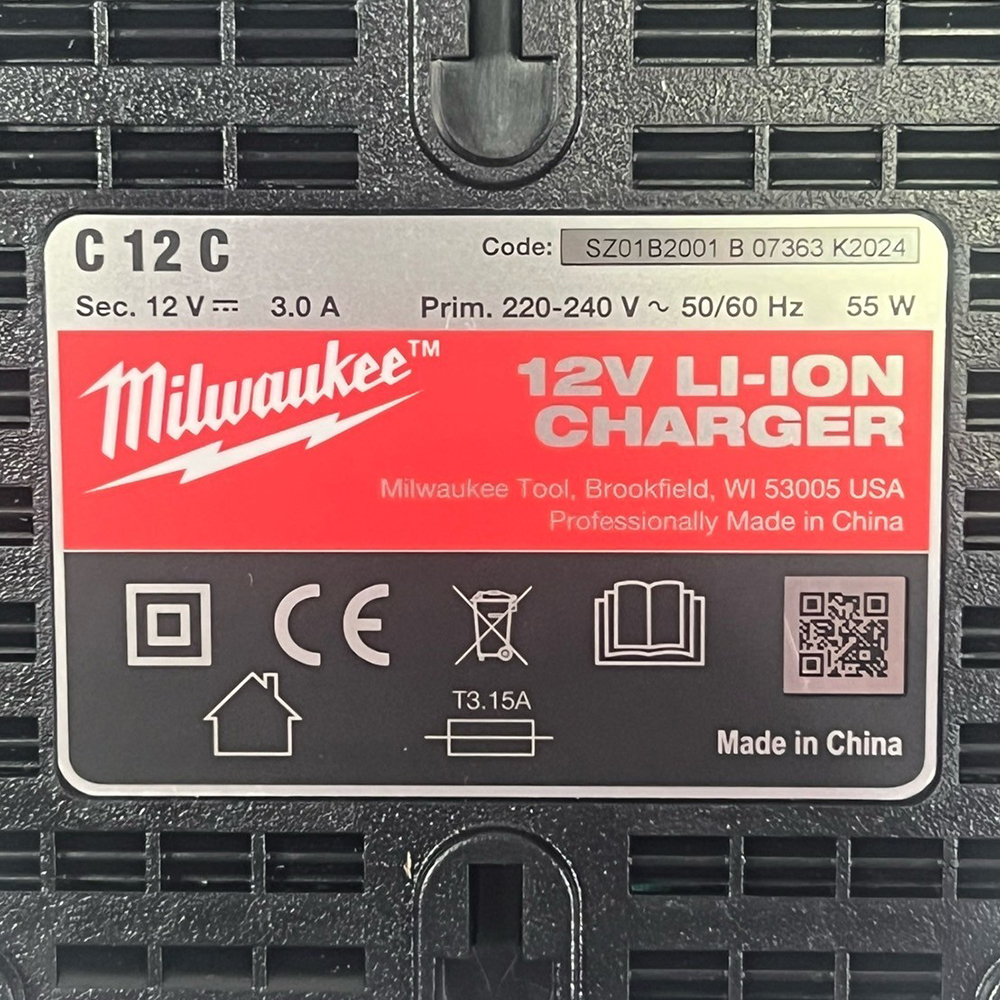 C 12 C
Code: SZ01B2001 B 07363 K2024
Sec. 12 V ⎓ 3.0 A Prim. 220-240 V ~ 50/60 Hz 55 W
Milwaukee™
12V LI-ION
CHARGER
Milwaukee Tool, Brookfield, WI 53005 USA
Professionally Made in China
CE
T3.15A
Made in China